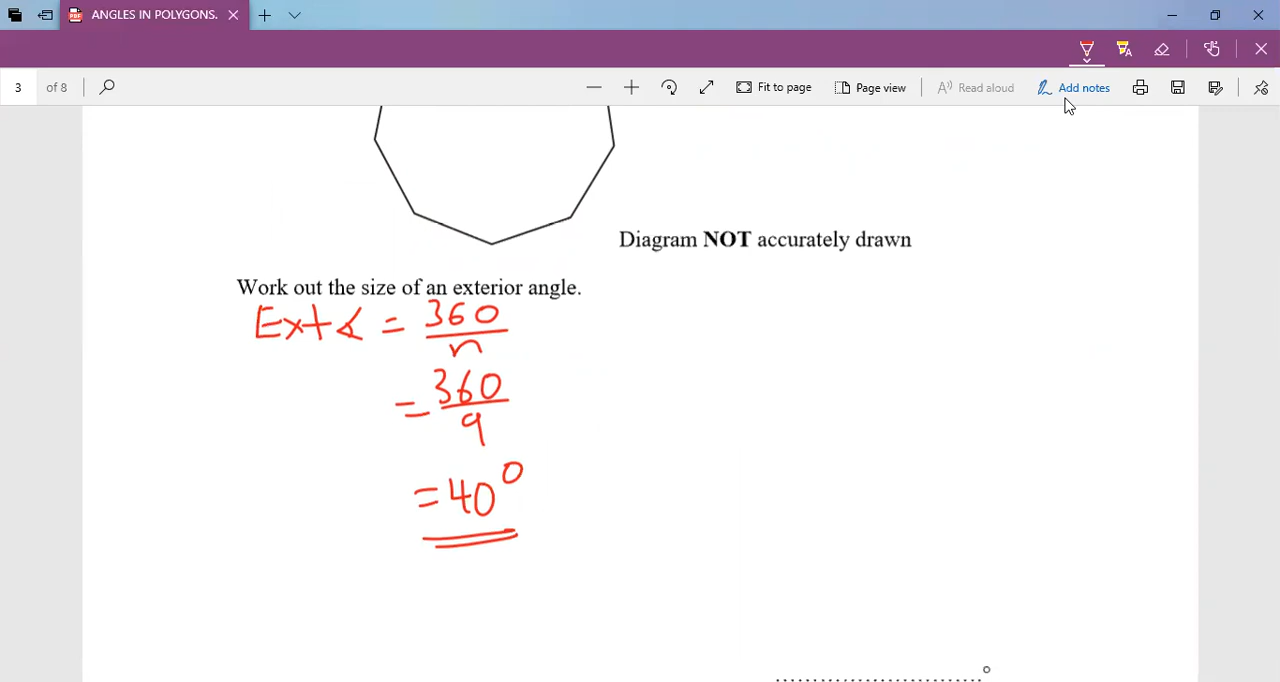 ANGLES IN POLYGONS.
3 of 8
Fit to page
Page view
Read aloud
Add notes
Diagram NOT accurately drawn
Work out the size of an exterior angle.
Ext ∡ = 360/n
= 360/9
= 40°
....................................°